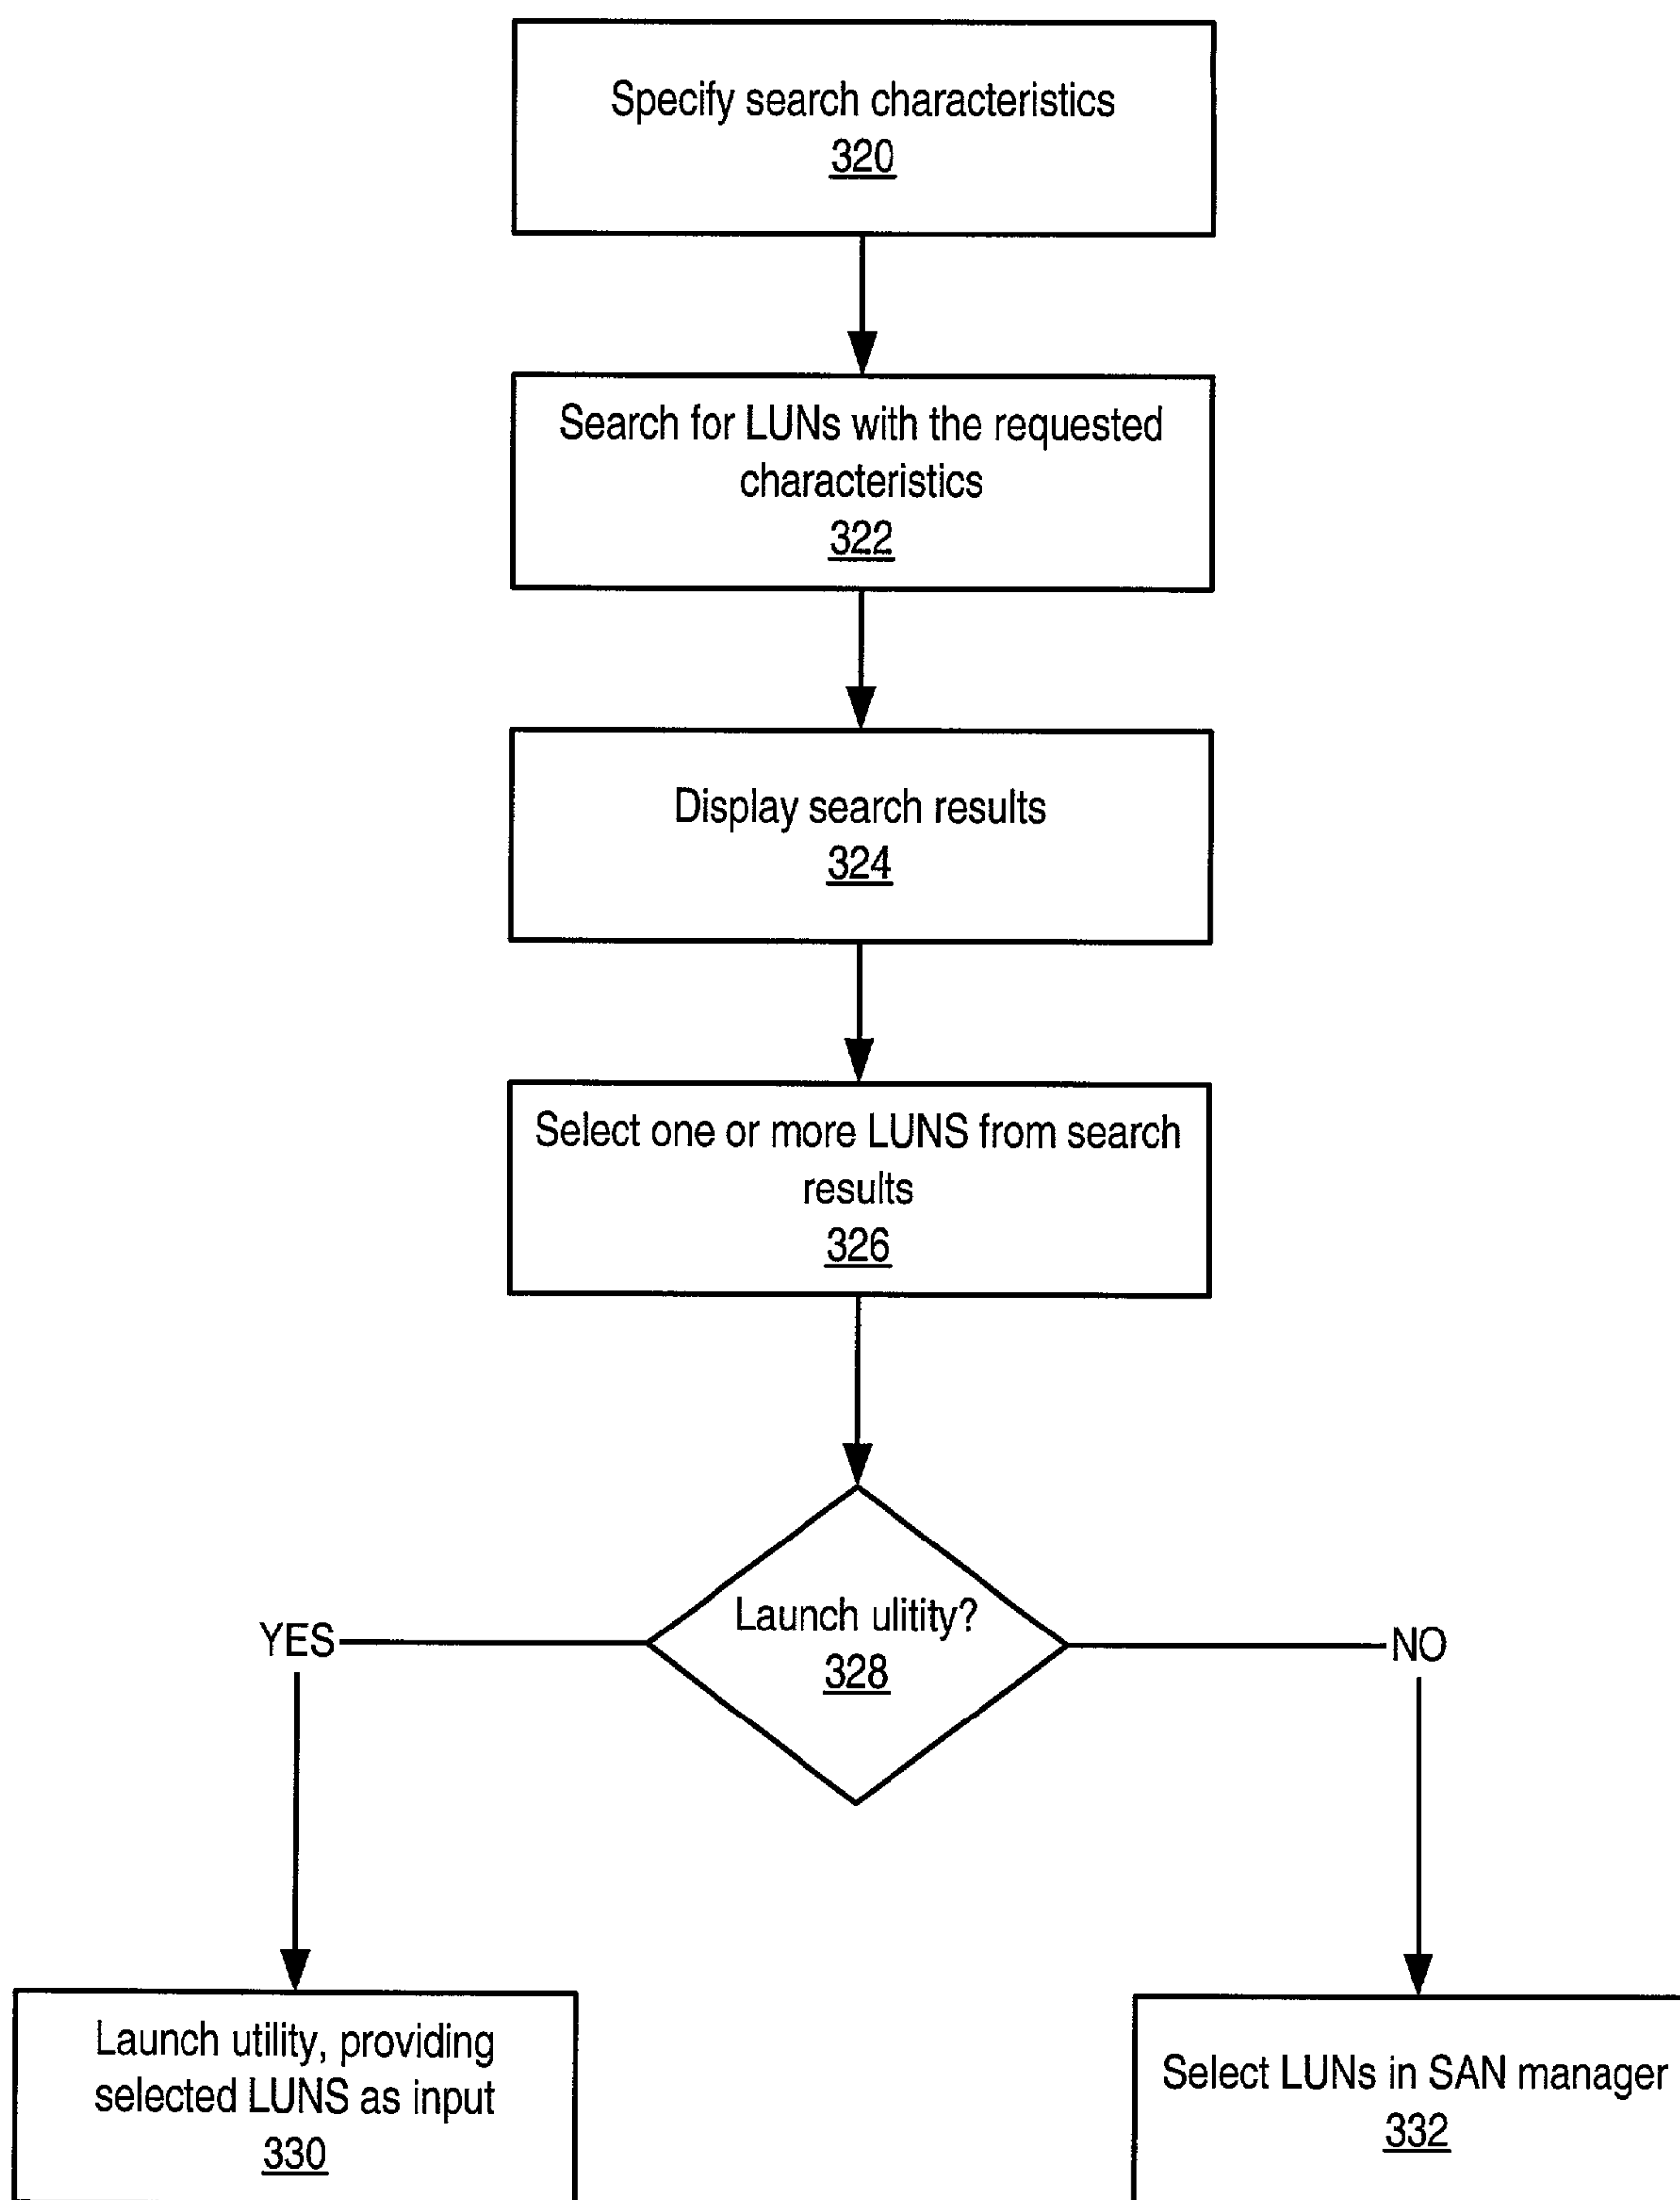 Specify search characteristics
320
Search for LUNs with the requested
characteristics
322
Display search results
324
Select one or more LUNS from search
results
326
Launch ulitity?
328
YES
NO
Launch utility, providing
selected LUNS as input
330
Select LUNs in SAN manager
332